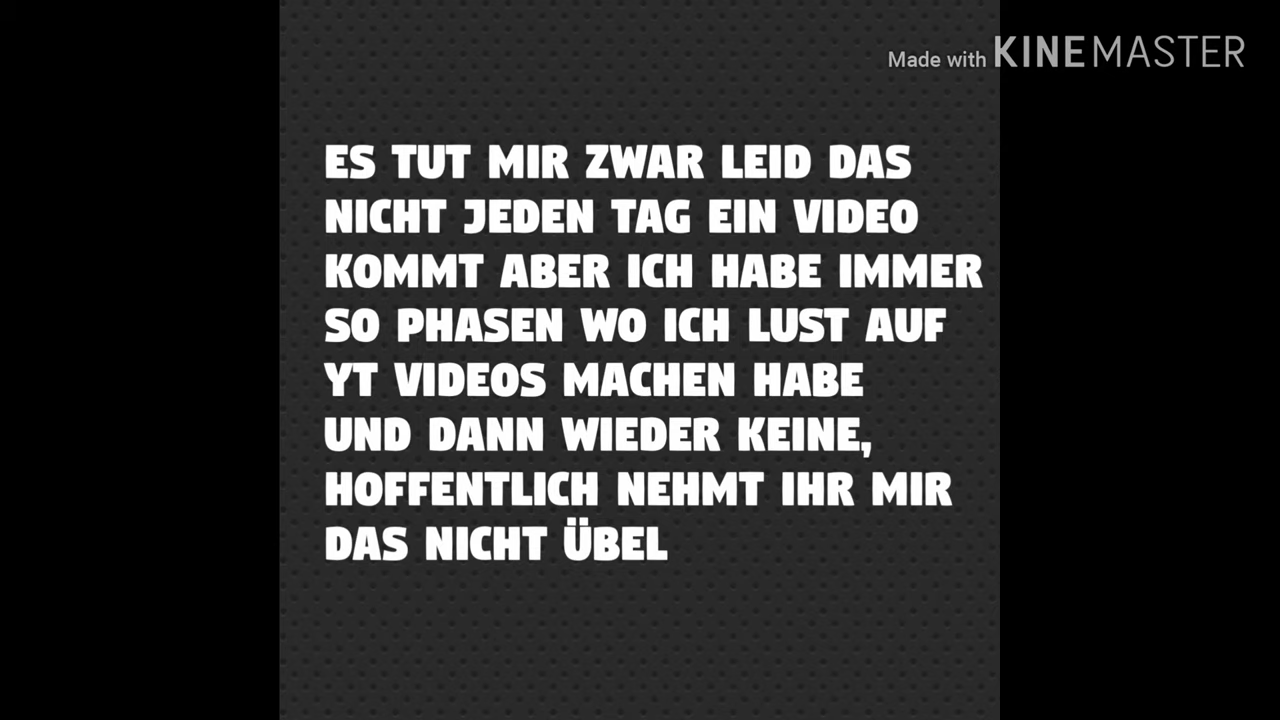 Made with KINEMASTER
ES TUT MIR ZWAR LEID DAS
NICHT JEDEN TAG EIN VIDEO
KOMMT ABER ICH HABE IMMER
SO PHASEN WO ICH LUST AUF
YT VIDEOS MACHEN HABE
UND DANN WIEDER KEINE,
HOFFENTLICH NEHMT IHR MIR
DAS NICHT ÜBEL